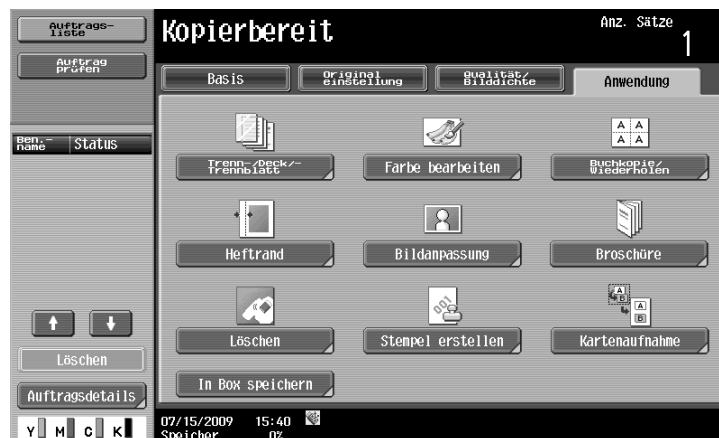 Auftrags-
liste
Auftrag
prüfen
Kopierbereit
Anz. Sätze
1
Basis
Original
einstellung
Qualität/
Bilddichte
Anwendung
Ben.-
name
Status
Trenn-/Deck/-
Trennblatt
Farbe bearbeiten
A A
A A
Buchkopie/
Wiederholen
Heftrand
Bildanpassung
Broschüre
Löschen
001
Stempel erstellen
A
B
A
B
Kartenaufnahme
In Box speichern
Löschen
Auftragsdetails
Y M C K
07/15/2009 15:40
Speicher 0%